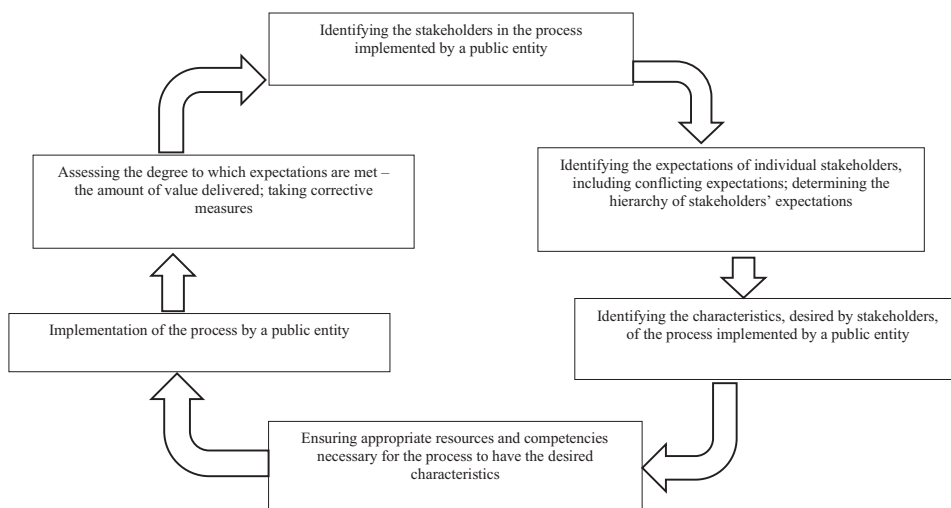 Identifying the stakeholders in the process
implemented by a public entity
Identifying the expectations of individual stakeholders,
including conflicting expectations; determining the
hierarchy of stakeholders’ expectations
Identifying the characteristics, desired by stakeholders,
of the process implemented by a public entity
Ensuring appropriate resources and competencies
necessary for the process to have the desired
characteristics
Implementation of the process by a public entity
Assessing the degree to which expectations are met –
the amount of value delivered; taking corrective
measures